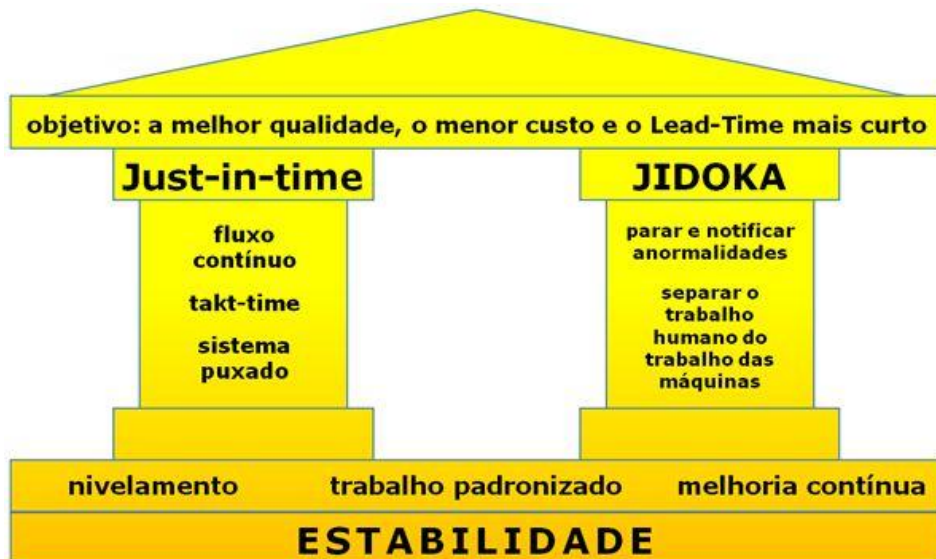 objetivo: a melhor qualidade, o menor custo e o Lead-Time mais curto
Just-in-time
fluxo
contínuo
takt-time
sistema
puxado
JIDOKA
parar e notificar
anormalidades
separar o
trabalho
humano do
trabalho das
máquinas
nivelamento
trabalho padronizado
melhoria contínua
ESTABILIDADE